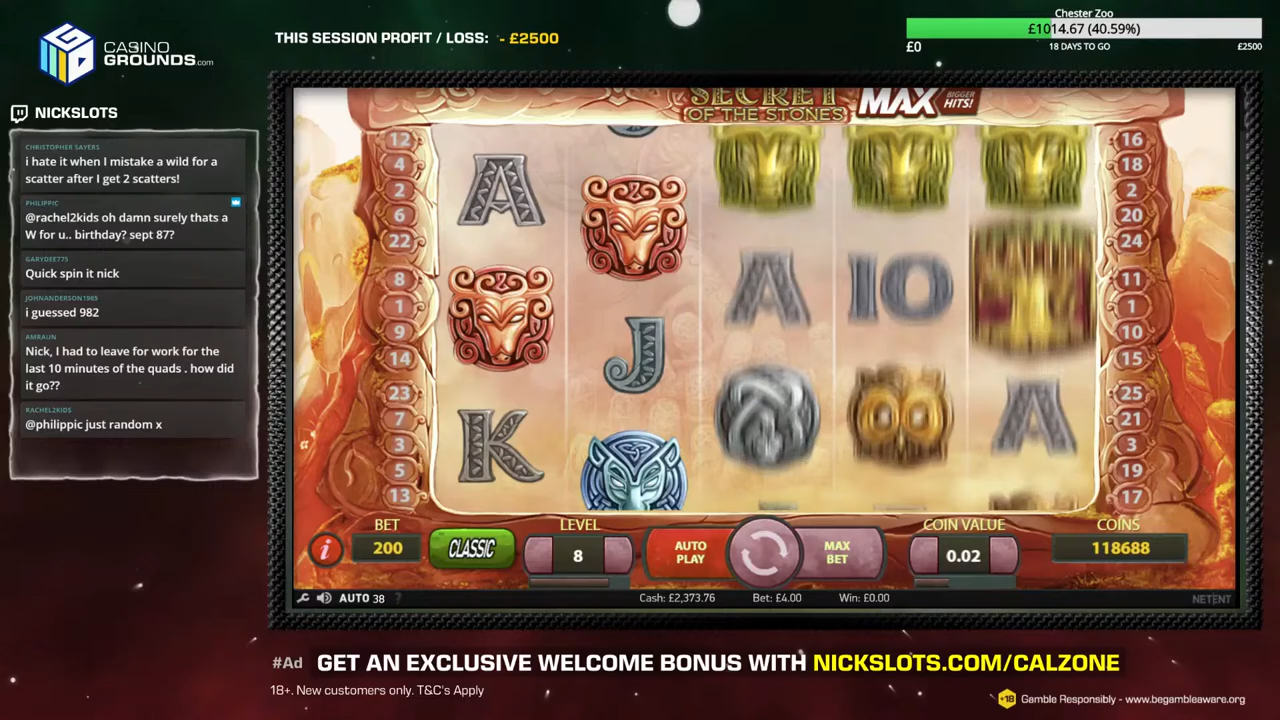 CASINO
GROUNDS.com
THIS SESSION PROFIT / LOSS: - £2500
Chester Zoo
£1014.67 (40.59%)
£0
18 DAYS TO GO
£2500
NICKSLOTS
CHRISTOPHER SAYERS
i hate it when I mistake a wild for a
scatter after I get 2 scatters!
PHILIPPIC
@rachel2kids oh damn surely thats a
W for u.. birthday? sept 87?
GARYDEE775
Quick spin it nick
JOHNANDERSON1965
i guessed 982
AMRAUN
Nick, I had to leave for work for the
last 10 minutes of the quads . how did
it go??
RACHEL2KIDS
@philippic just random x
SECRET
OF THE STONES
MAX
BIGGER
HITS!
12
4
2
6
22
8
1
9
14
23
7
3
5
13
A
K
J
A
10
A
16
18
2
20
24
11
1
10
15
25
21
3
19
17
BET
200
CLASSIC
LEVEL
8
AUTO
PLAY
MAX
BET
COIN VALUE
0.02
COINS
118688
AUTO 38
?
Cash: £2,373.76
Bet: £4.00
Win: £0.00
NETENT
#Ad GET AN EXCLUSIVE WELCOME BONUS WITH NICKSLOTS.COM/CALZONE
18+. New customers only. T&C's Apply
+18 Gamble Responsibly - www.begambleaware.org